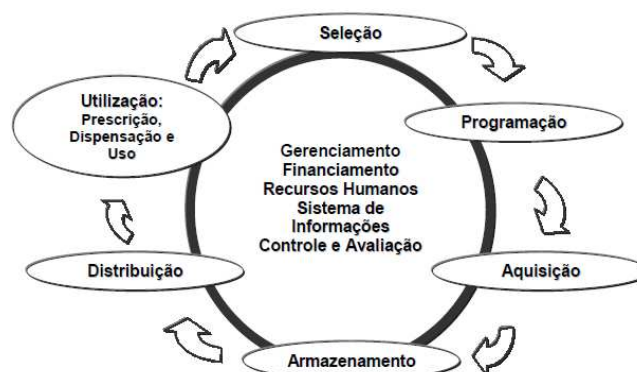 Seleção
Programação
Aquisição
Armazenamento
Distribuição
Utilização:
Prescrição,
Dispensação e
Uso
Gerenciamento
Financiamento
Recursos Humanos
Sistema de
Informações
Controle e Avaliação